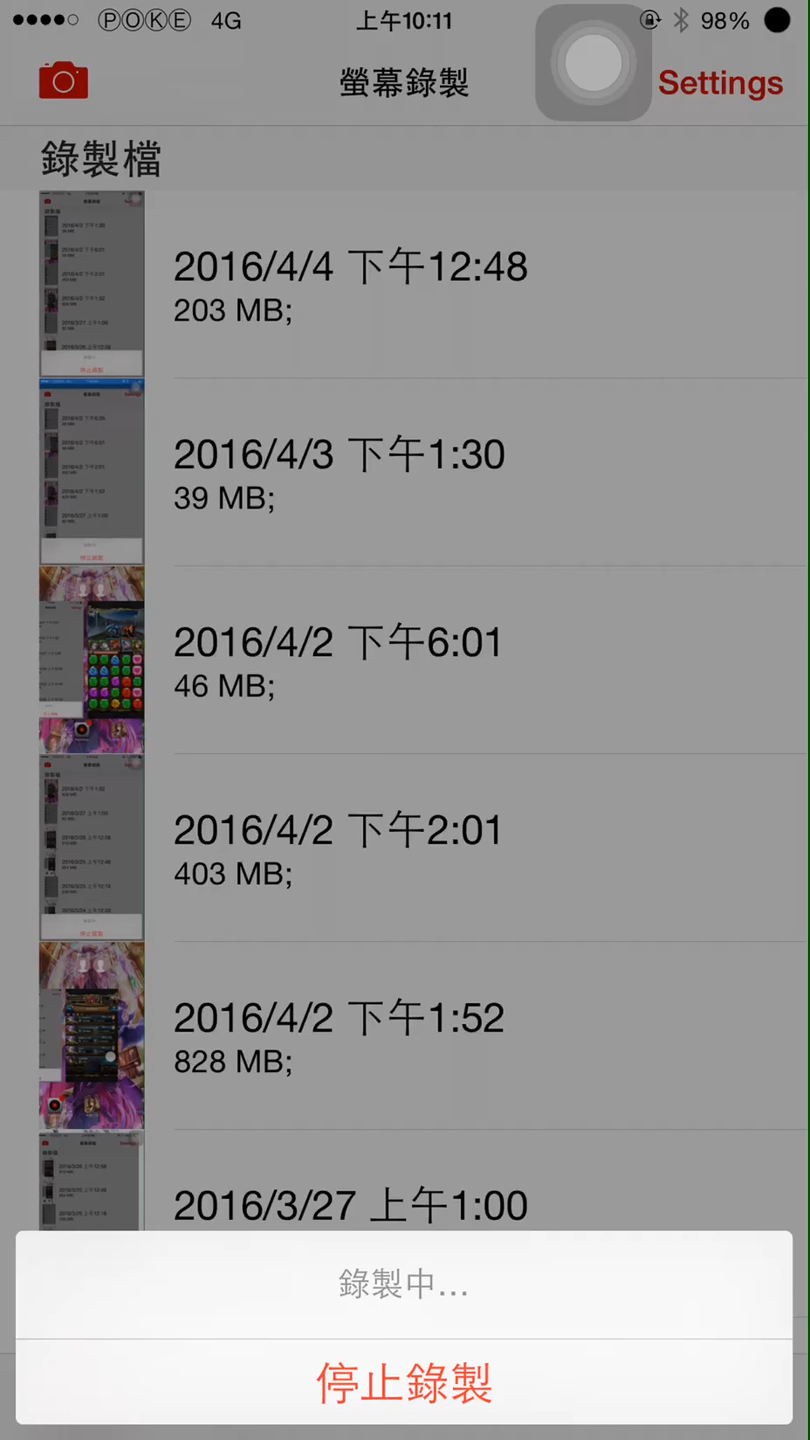 ⓅⓄⓀⒺ 4G 上午10:11 98%
螢幕錄製 Settings
錄製檔
2016/4/4 下午12:48
203 MB;
2016/4/3 下午1:30
39 MB;
2016/4/2 下午6:01
46 MB;
2016/4/2 下午2:01
403 MB;
2016/4/2 下午1:52
828 MB;
2016/3/27 上午1:00
錄製中...
停止錄製